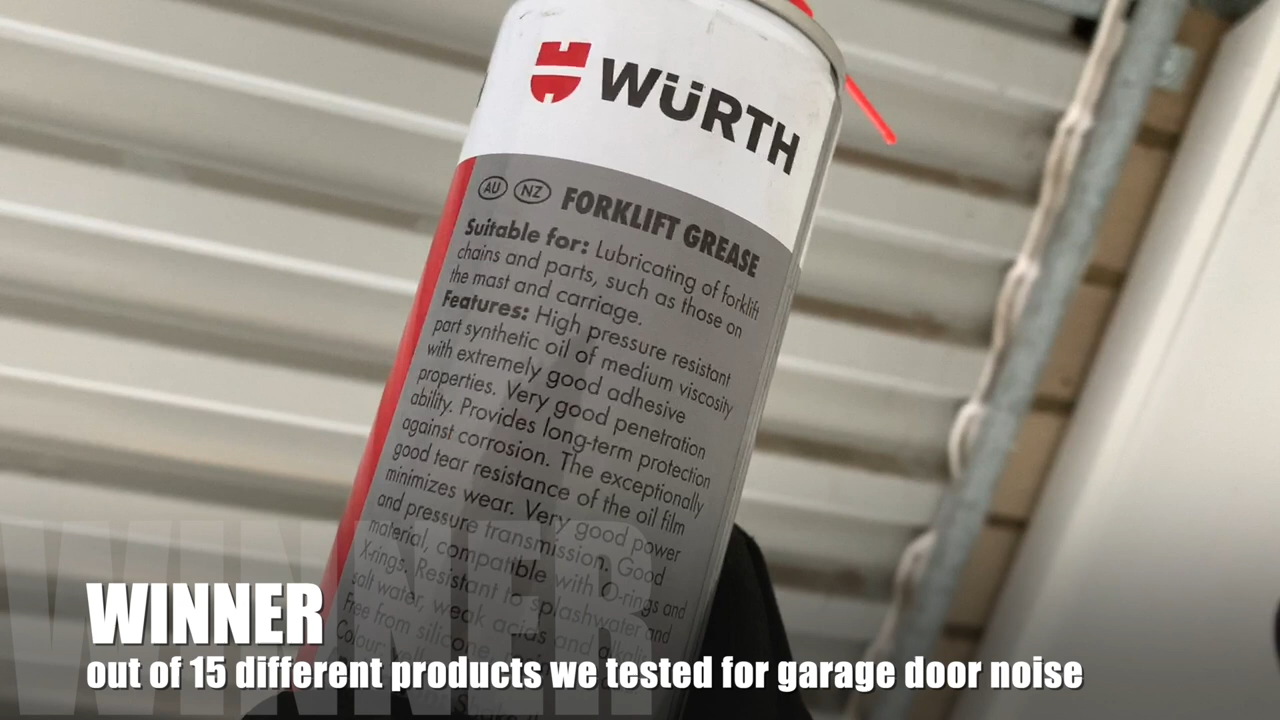 WÜRTH
AU NZ FORKLIFT GREASE
Suitable for: Lubricating of forklift
chains and parts, such as those on
the mast and carriage.
Features: High pressure resistant
part synthetic oil of medium viscosity
with extremely good adhesive
properties. Very good penetration
ability. Provides long-term protection
against corrosion. The exceptionally
good tear resistance of the oil film
minimizes wear. Very good power
and pressure transmission. Good
material, compatible with O-rings and
X-rings. Resistant to splashwater and
salt water, weak acids and
Free from silicone
Colour:
WINNER
WINNER
out of 15 different products we tested for garage door noise